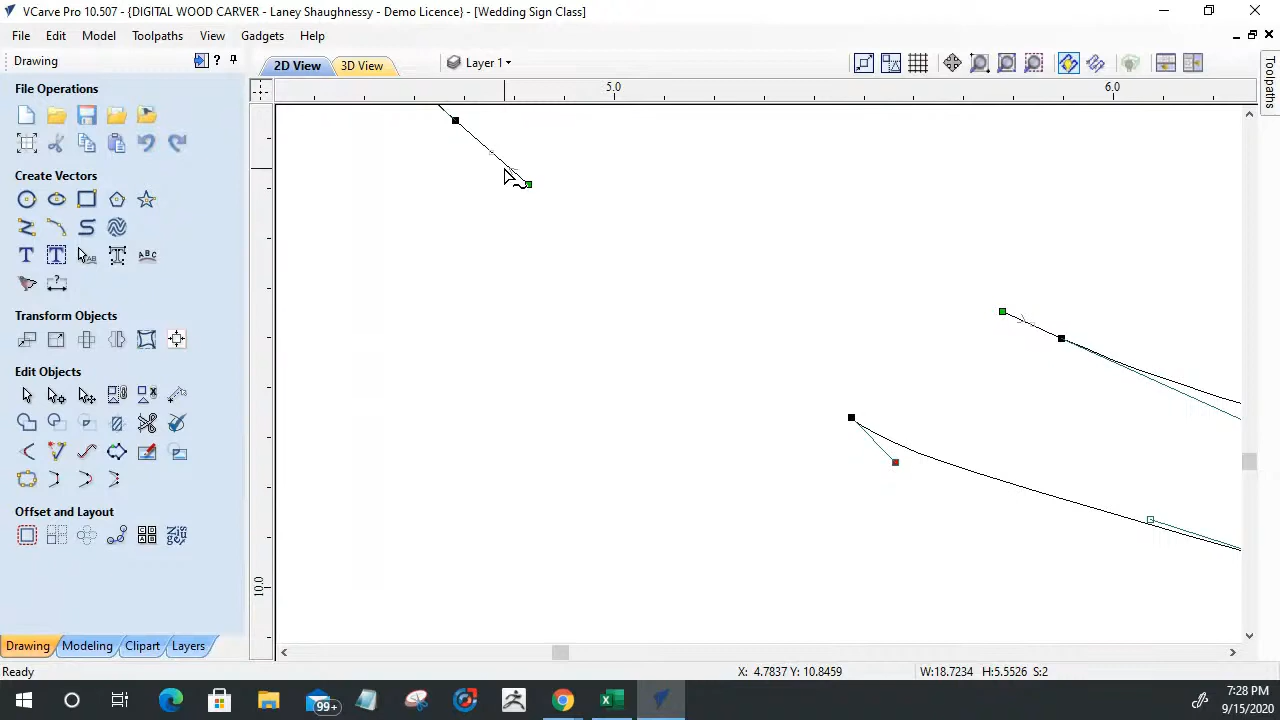 VCarve Pro 10.507 - {DIGITAL WOOD CARVER - Laney Shaughnessy - Demo Licence} - [Wedding Sign Class]
File Edit Model Toolpaths View Gadgets Help
Drawing
2D View
3D View
Layer 1
File Operations
5.0
6.0
Toolpaths
Create Vectors
Transform Objects
Edit Objects
Offset and Layout
10.0
Drawing Modeling Clipart Layers
Ready
X: 4.7837 Y: 10.8459
W:18.7234 H:5.5526 S:2
99+
7:28 PM
9/15/2020